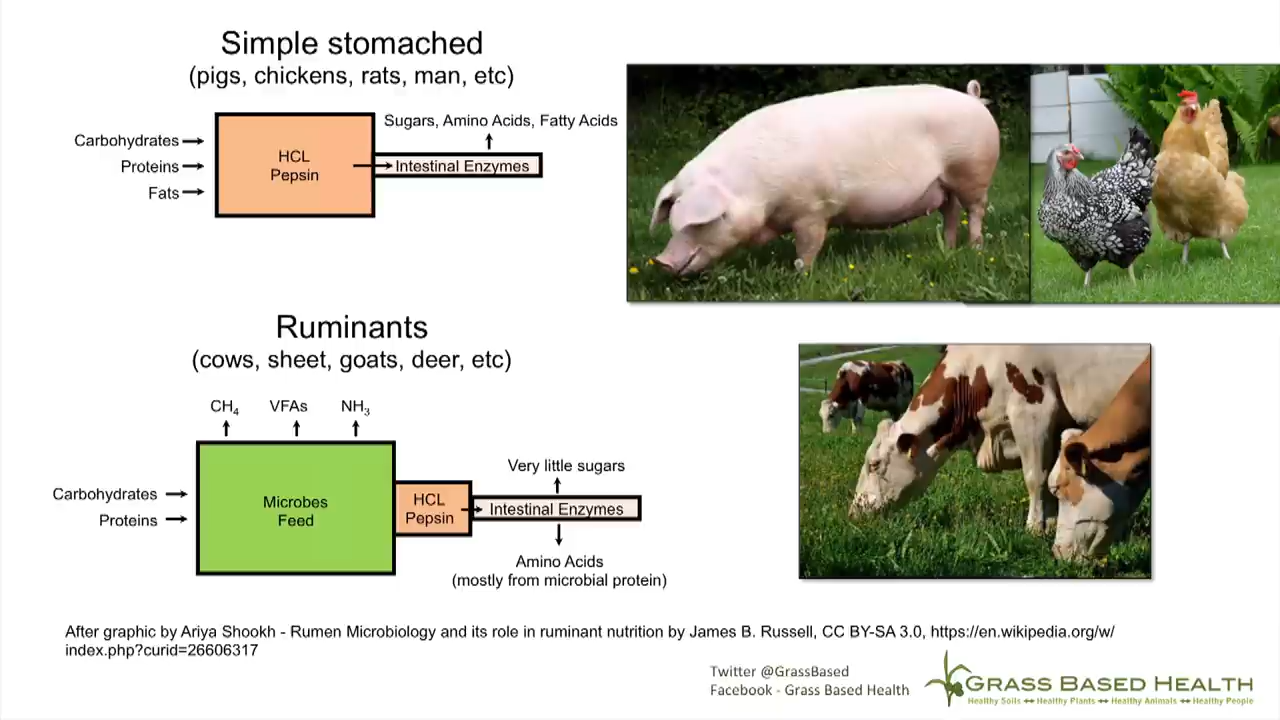 Simple stomached
(pigs, chickens, rats, man, etc)
Carbohydrates
Proteins
Fats
HCL
Pepsin
Sugars, Amino Acids, Fatty Acids
Intestinal Enzymes
Ruminants
(cows, sheet, goats, deer, etc)
CH₄ VFAs NH₃
Carbohydrates
Proteins
Microbes
Feed
HCL
Pepsin
Very little sugars
Intestinal Enzymes
Amino Acids
(mostly from microbial protein)
After graphic by Ariya Shookh - Rumen Microbiology and its role in ruminant nutrition by James B. Russell, CC BY-SA 3.0, https://en.wikipedia.org/w/
index.php?curid=26606317
Twitter @GrassBased
Facebook - Grass Based Health
GRASS BASED HEALTH
Healthy Soils ↔ Healthy Plants ↔ Healthy Animals ↔ Healthy People